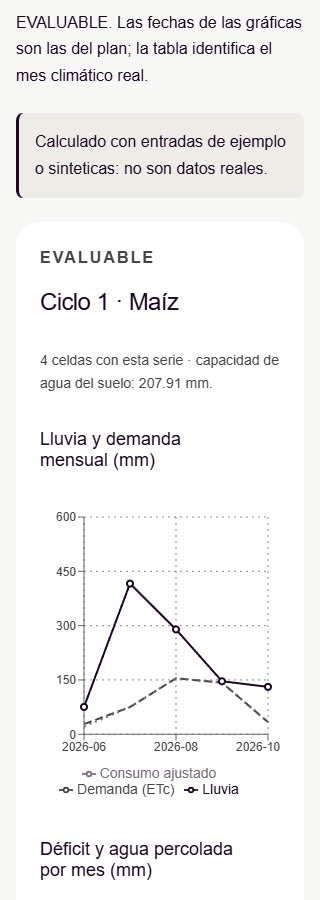 EVALUABLE. Las fechas de las gráficas
son las del plan; la tabla identifica el
mes climático real.
Calculado con entradas de ejemplo
o sinteticas: no son datos reales.
EVALUABLE
Ciclo 1 · Maíz
4 celdas con esta serie · capacidad de
agua del suelo: 207.91 mm.
Lluvia y demanda
mensual (mm)
600
450
300
150
0
2026-06 2026-08 2026-10
Consumo ajustado
Demanda (ETc) Lluvia
Déficit y agua percolada
por mes (mm)